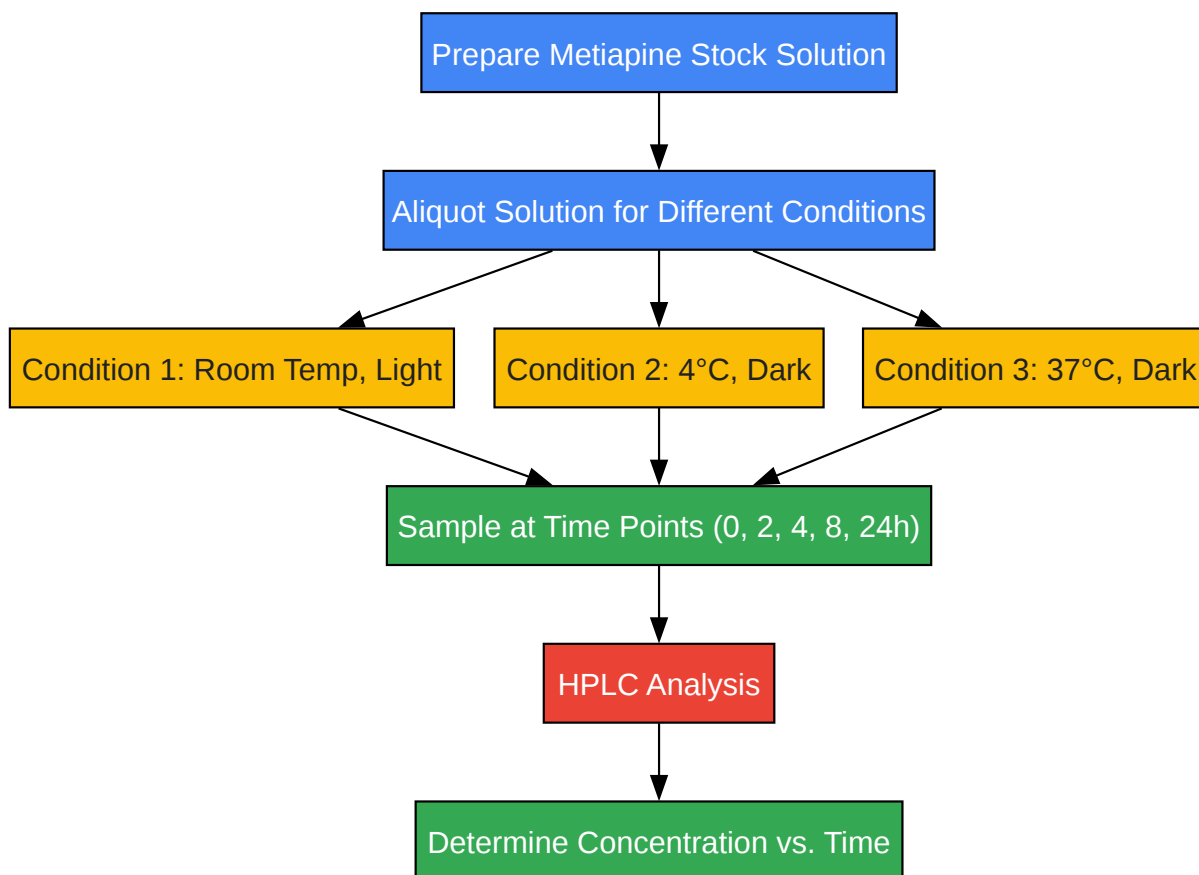 Prepare Metiapine Stock Solution
Aliquot Solution for Different Conditions
Condition 1: Room Temp, Light
Condition 2: 4°C, Dark
Condition 3: 37°C, Dark
Sample at Time Points (0, 2, 4, 8, 24h)
HPLC Analysis
Determine Concentration vs. Time